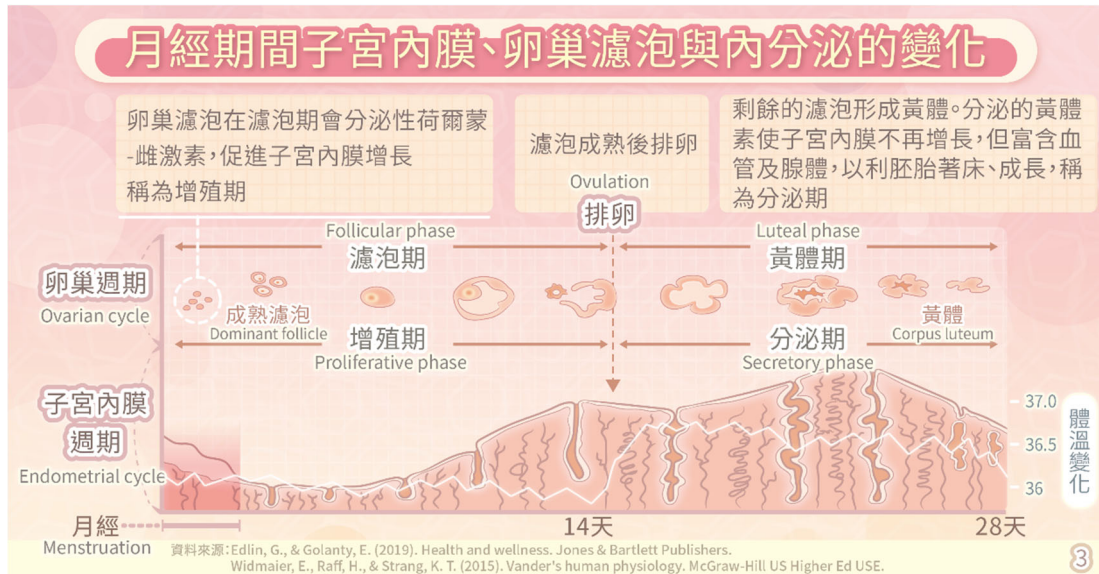 月經期間子宮內膜、卵巢濾泡與內分泌的變化
卵巢濾泡在濾泡期會分泌性荷爾蒙
-雌激素,促進子宮內膜增長
稱為增殖期
濾泡成熟後排卵
剩餘的濾泡形成黃體。分泌的黃體
素使子宮內膜不再增長,但富含血
管及腺體,以利胚胎著床、成長,稱
為分泌期
Ovulation
排卵
Follicular phase
濾泡期
Luteal phase
黃體期
卵巢週期
Ovarian cycle
成熟濾泡
Dominant follicle
黃體
Corpus luteum
增殖期
Proliferative phase
分泌期
Secretory phase
子宮內膜
週期
Endometrial cycle
37.0
36.5
36
體溫變化
月經
Menstruation
14天
28天
資料來源:Edlin, G., & Golanty, E. (2019). Health and wellness. Jones & Bartlett Publishers.
Widmaier, E., Raff, H., & Strang, K. T. (2015). Vander's human physiology. McGraw-Hill US Higher Ed USE.
3